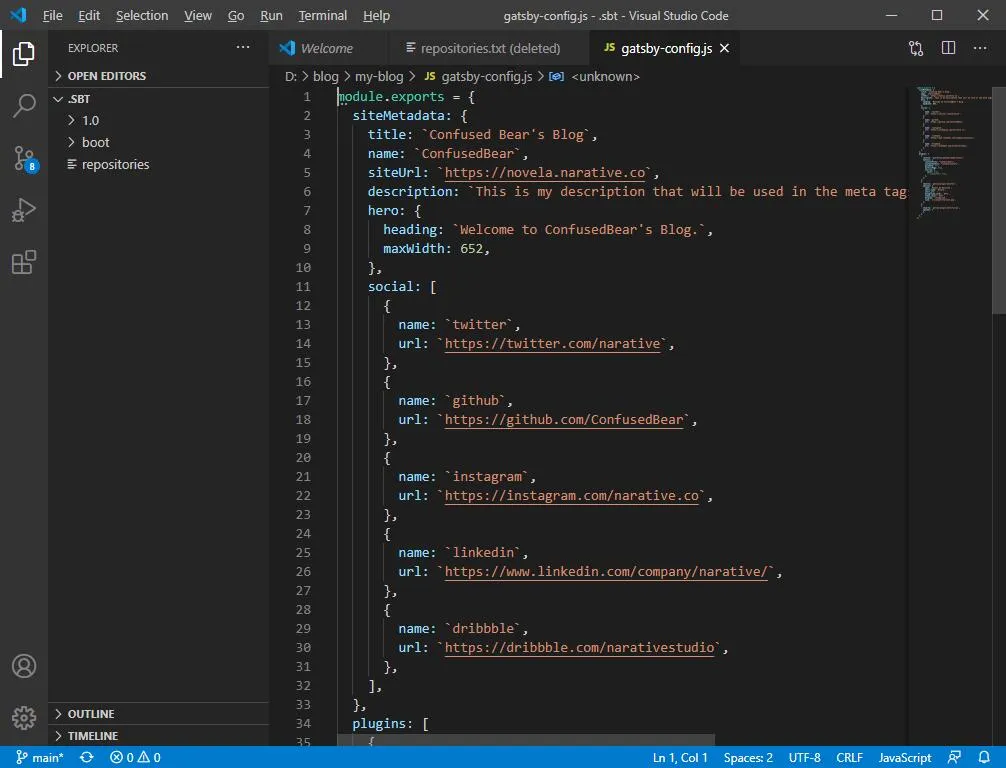 File Edit Selection View Go Run Terminal Help gatsby-config.js - .sbt - Visual Studio Code
EXPLORER
Welcome
repositories.txt (deleted)
JS gatsby-config.js
OPEN EDITORS
.SBT
1.0
boot
repositories
D: > blog > my-blog > JS gatsby-config.js > <unknown>
1 module.exports = {
2 siteMetadata: {
3 title: `Confused Bear's Blog`,
4 name: `ConfusedBear`,
5 siteUrl: `https://novela.narative.co`,
6 description: `This is my description that will be used in the meta tag
7 hero: {
8 heading: `Welcome to ConfusedBear's Blog.`,
9 maxWidth: 652,
10 },
11 social: [
12 {
13 name: `twitter`,
14 url: `https://twitter.com/narative`,
15 },
16 {
17 name: `github`,
18 url: `https://github.com/ConfusedBear`,
19 },
20 {
21 name: `instagram`,
22 url: `https://instagram.com/narative.co`,
23 },
24 {
25 name: `linkedin`,
26 url: `https://www.linkedin.com/company/narative/`,
27 },
28 {
29 name: `dribbble`,
30 url: `https://dribbble.com/narativestudio`,
31 },
32 ],
33 },
34 plugins: [
35 {
8
OUTLINE
TIMELINE
main* 0 0 Ln 1, Col 1 Spaces: 2 UTF-8 CRLF JavaScript